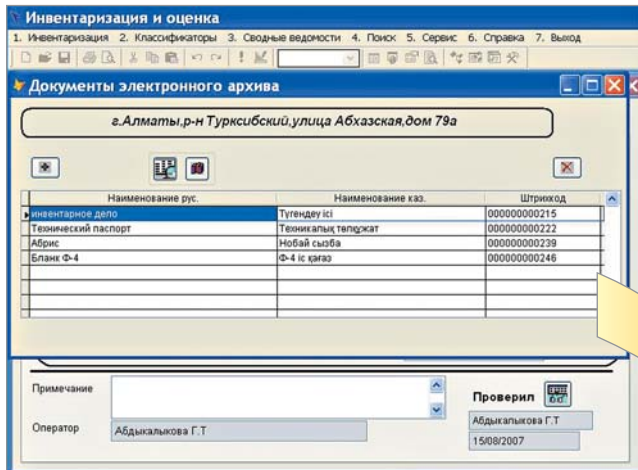 Инвентаризация и оценка
1. Инвентаризация 2. Классификаторы 3. Сводные ведомости 4. Поиск 5. Сервис 6. Справка 7. Выход
Документы электронного архива
г.Алматы,р-н Турксибский,улица Абхазская,дом 79а
Наименование рус. Наименование каз. Штрихкод
инвентарное дело Түгендеу ісі 000000000215
Технический паспорт Техникалық төлқұжат 000000000222
Абрис Нобай сызба 000000000239
Бланк Ф-4 Ф-4 іс қағаз 000000000246
Примечание
Проверил
Оператор Абдыкалыкова Г.Т Абдыкалыкова Г.Т
15/08/2007